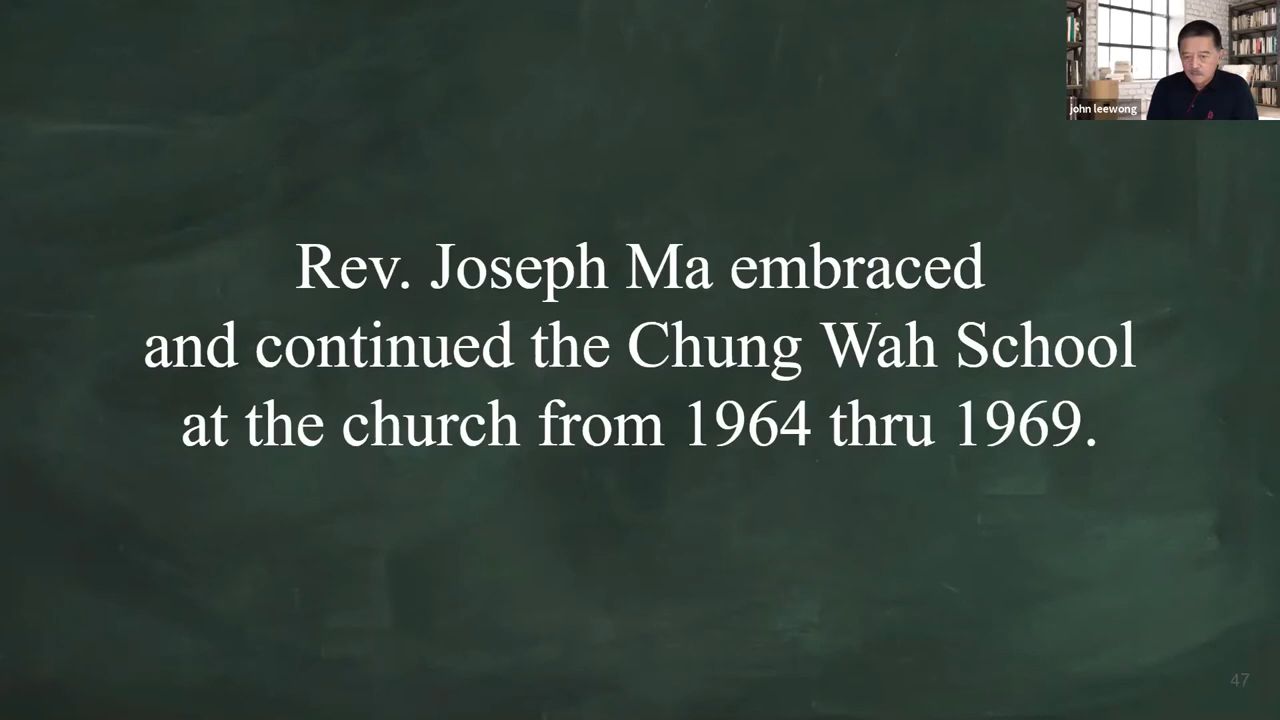 john leewong
Rev. Joseph Ma embraced
and continued the Chung Wah School
at the church from 1964 thru 1969.
47